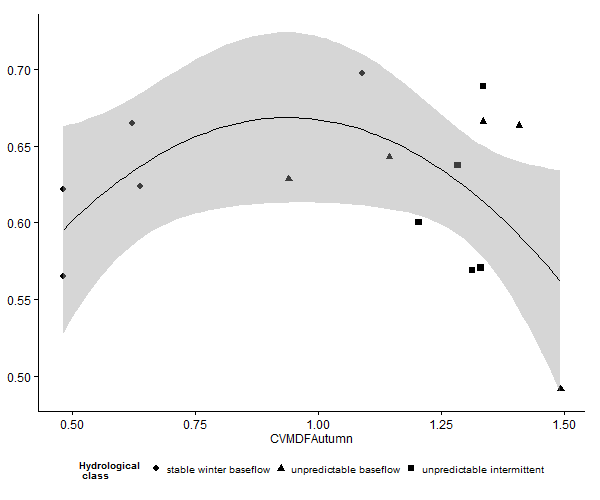 0.70
0.65
0.60
0.55
0.50
0.50 0.75 1.00 1.25 1.50
CVMDFAutumn
Hydrological
class
stable winter baseflow unpredictable baseflow unpredictable intermittent